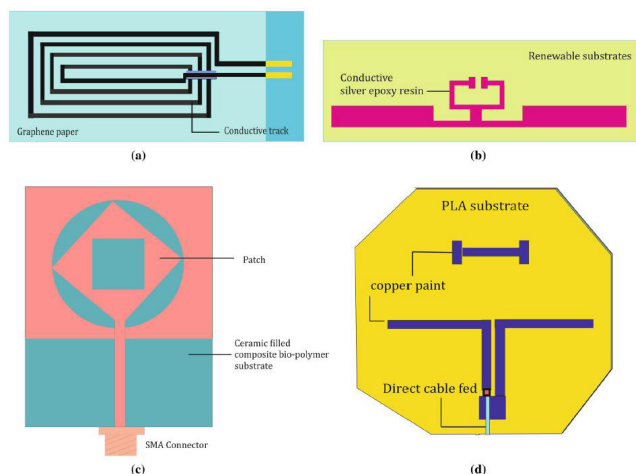 Graphene paper
Conductive track
(a)
Renewable substrates
Conductive
silver epoxy resin
(b)
Patch
Ceramic filled
composite bio-polymer
substrate
SMA Connector
(c)
PLA substrate
copper paint
Direct cable fed
(d)